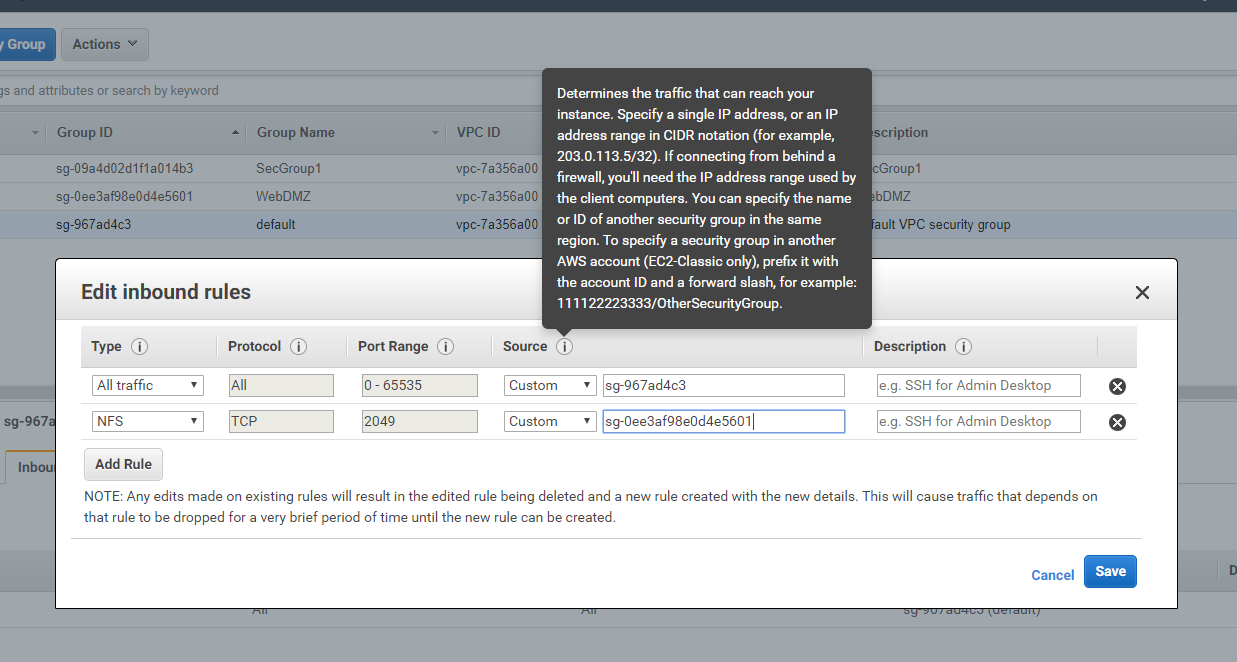 y Group Actions
gs and attributes or search by keyword
Group ID Group Name VPC ID escription
sg-09a4d02d1f1a014b3 SecGroup1 vpc-7a356a00 cGroup1
sg-0ee3af98e0d4e5601 WebDMZ vpc-7a356a00 ebDMZ
sg-967ad4c3 default vpc-7a356a00 fault VPC security group
Determines the traffic that can reach your
instance. Specify a single IP address, or an IP
address range in CIDR notation (for example,
203.0.113.5/32). If connecting from behind a
firewall, you'll need the IP address range used by
the client computers. You can specify the name
or ID of another security group in the same
region. To specify a security group in another
AWS account (EC2-Classic only), prefix it with
the account ID and a forward slash, for example:
111122223333/OtherSecurityGroup.
Edit inbound rules
Type i Protocol i Port Range i Source i Description i
All traffic All 0 - 65535 Custom sg-967ad4c3 e.g. SSH for Admin Desktop
NFS TCP 2049 Custom sg-0ee3af98e0d4e5601 e.g. SSH for Admin Desktop
sg-967a
Inbou
Add Rule
NOTE: Any edits made on existing rules will result in the edited rule being deleted and a new rule created with the new details. This will cause traffic that depends on
that rule to be dropped for a very brief period of time until the new rule can be created.
Cancel Save
D
All All sg-967ad4c3 (default)